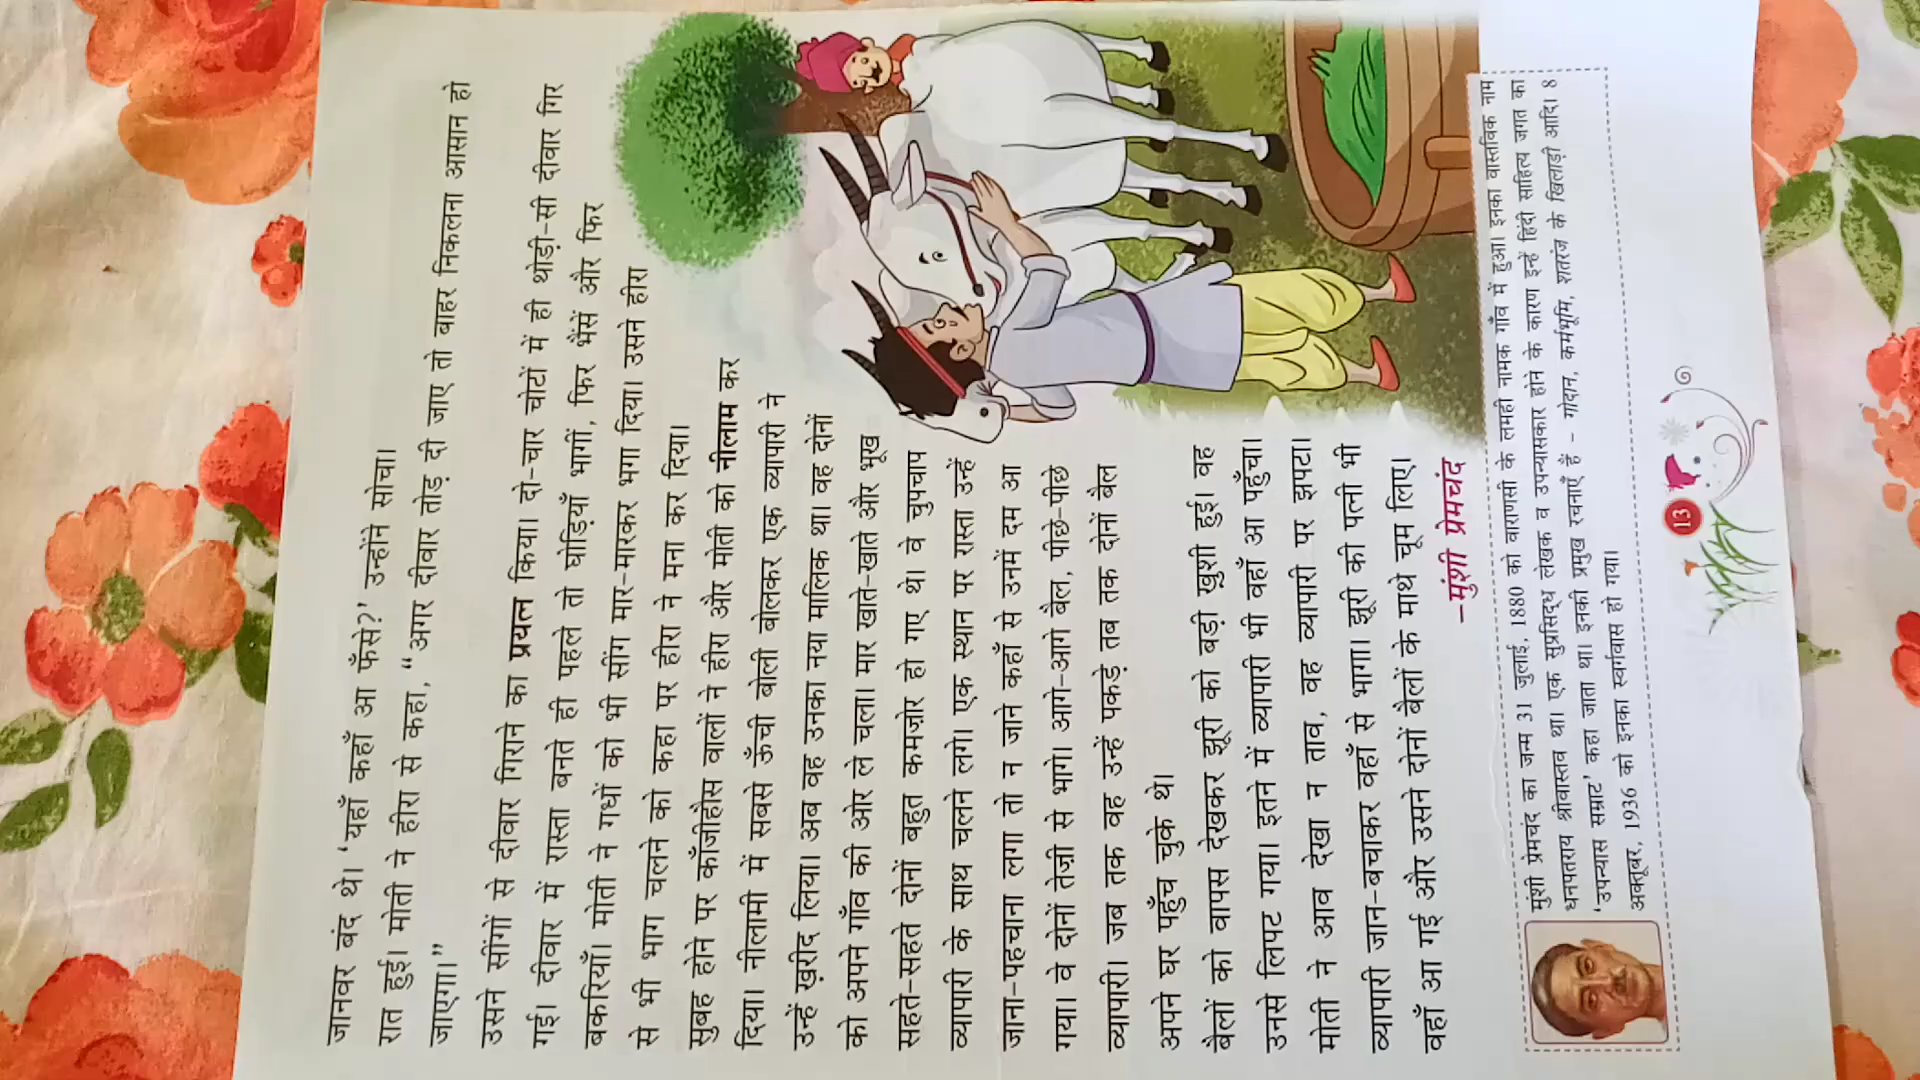 जानवर बंद थे। 'यहाँ कहाँ आ फँसे?' उन्होंने सोचा।
रात हुई। मोती ने हीरा से कहा, "अगर दीवार तोड़ दी जाए तो बाहर निकलना आसान हो
जाएगा।"
उसने सींगों से दीवार गिराने का प्रयत्न किया। दो-चार चोटों में ही थोड़ी-सी दीवार गिर
गई। दीवार में रास्ता बनते ही पहले तो घोड़ियाँ भागीं, फिर भैंसें और फिर
बकरियाँ। मोती ने गधों को भी सींग मार-मारकर भगा दिया। उसने हीरा
से भी भाग चलने को कहा पर हीरा ने मना कर दिया।
सुबह होने पर काँजीहौस वालों ने हीरा और मोती को नीलाम कर
दिया। नीलामी में सबसे ऊँची बोली बोलकर एक व्यापारी ने
उन्हें ख़रीद लिया। अब वह उनका नया मालिक था। वह दोनों
को अपने गाँव की ओर ले चला। मार खाते-खाते और भूख
सहते-सहते दोनों बहुत कमजोर हो गए थे। वे चुपचाप
व्यापारी के साथ चलने लगे। एक स्थान पर रास्ता उन्हें
जाना-पहचाना लगा तो न जाने कहाँ से उनमें दम आ
गया। वे दोनों तेज़ी से भागे। आगे-आगे बैल, पीछे-पीछे
व्यापारी। जब तक वह उन्हें पकड़े तब तक दोनों बैल
अपने घर पहुँच चुके थे।
बैलों को वापस देखकर झूरी को बड़ी ख़ुशी हुई। वह
उनसे लिपट गया। इतने में व्यापारी भी वहाँ आ पहुँचा।
मोती ने आव देखा न ताव, वह व्यापारी पर झपटा।
व्यापारी जान-बचाकर वहाँ से भागा। झूरी की पत्नी भी
वहाँ आ गई और उसने दोनों बैलों के माथे चूम लिए।
-मुंशी प्रेमचंद
मुंशी प्रेमचंद का जन्म 31 जुलाई, 1880 को वाराणसी के लमही नामक गाँव में हुआ। इनका वास्तविक नाम
धनपतराय श्रीवास्तव था। एक सुप्रसिद्ध लेखक व उपन्यासकार होने के कारण इन्हें हिंदी साहित्य जगत का
'उपन्यास सम्राट' कहा जाता था। इनकी प्रमुख रचनाएँ हैं - गोदान, कर्मभूमि, शतरंज के खिलाड़ी आदि। 8
अक्तूबर, 1936 को इनका स्वर्गवास हो गया।
13